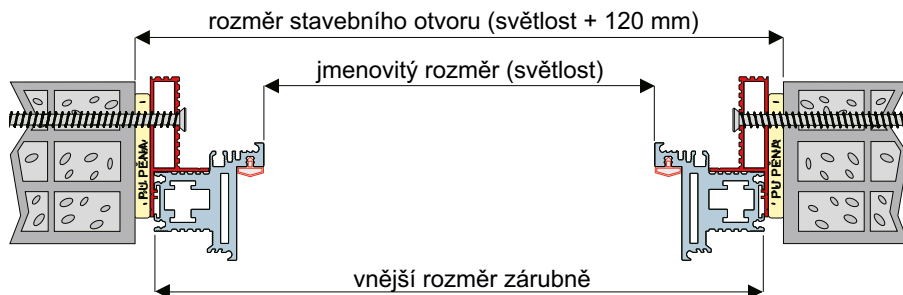 rozměr stavebního otvoru (světlost + 120 mm)
jmenovitý rozměr (světlost)
PU PĚNA
PU PĚNA
vnější rozměr zárubně